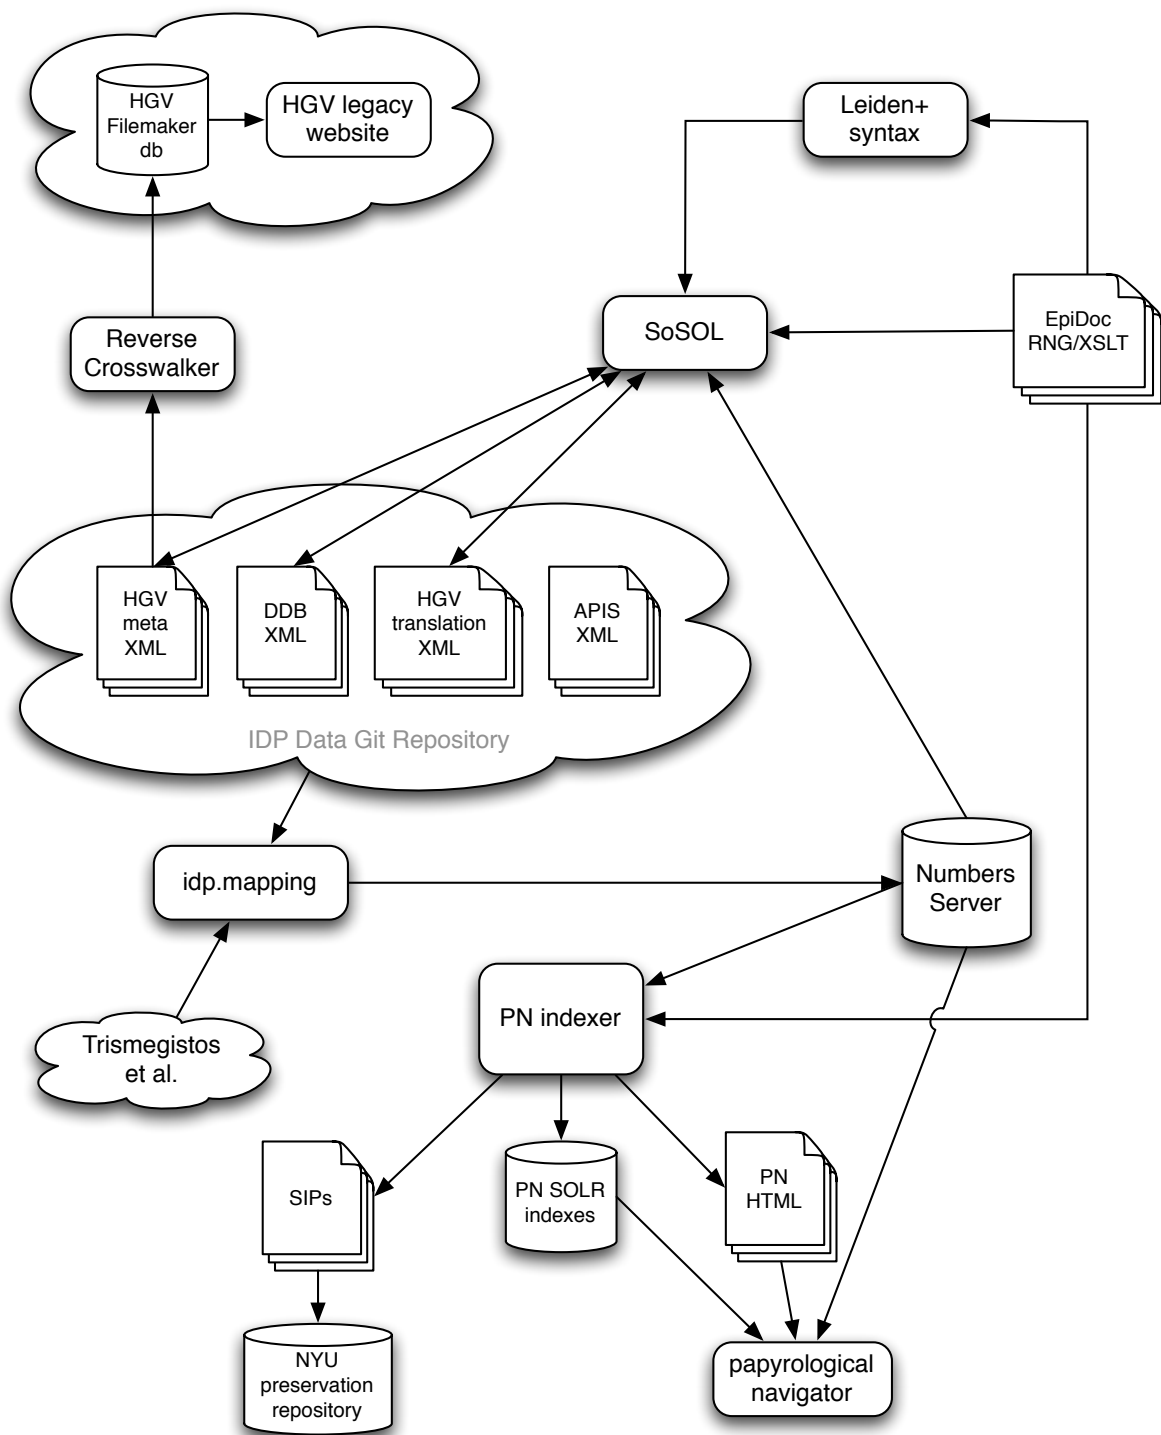 HGV
Filemaker
db
HGV legacy
website
Leiden+
syntax
Reverse
Crosswalker
SoSOL
EpiDoc
RNG/XSLT
HGV
meta
XML
DDB
XML
HGV
translation
XML
APIS
XML
IDP Data Git Repository
idp.mapping
Numbers
Server
Trismegistos
et al.
PN indexer
SIPs
PN SOLR
indexes
PN
HTML
NYU
preservation
repository
papyrological
navigator